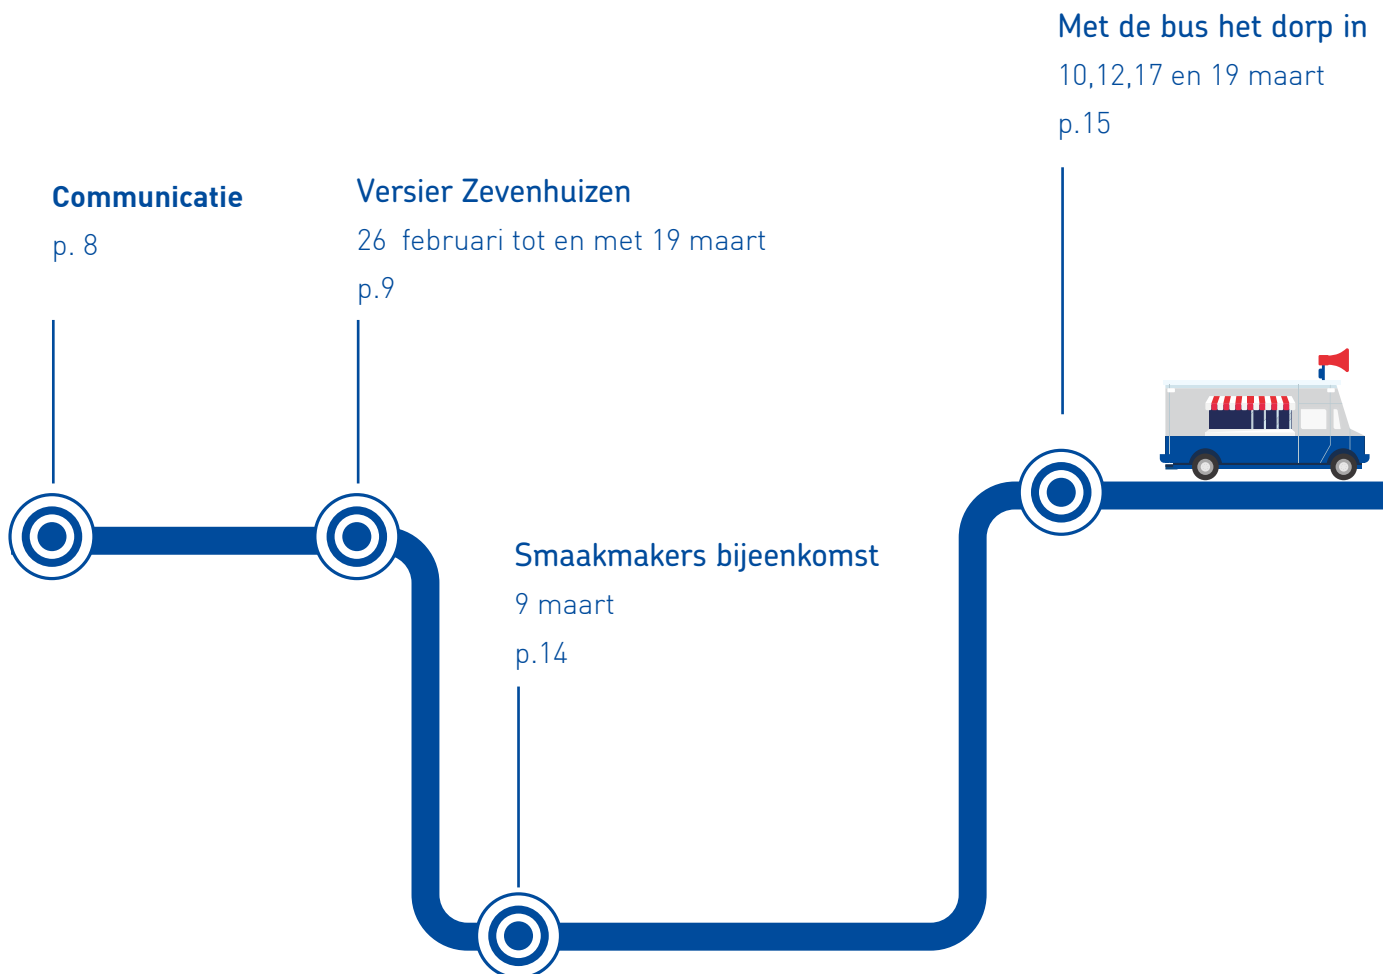 Communicatie
p. 8
Versier Zevenhuizen
26 februari tot en met 19 maart
p.9
Smaakmakers bijeenkomst
9 maart
p.14
Met de bus het dorp in
10,12,17 en 19 maart
p.15